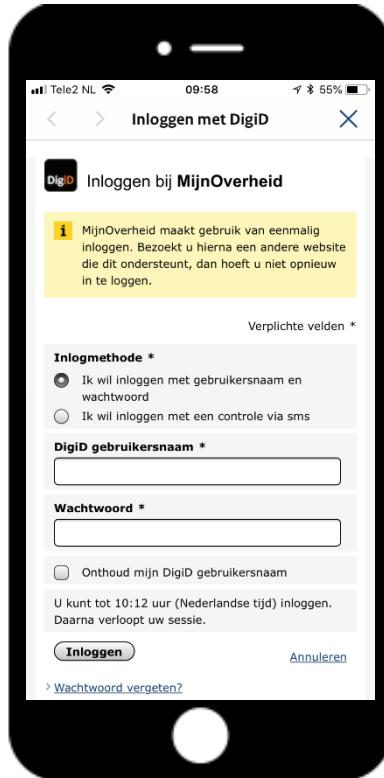 Tele2 NL 09:58 55%
Inloggen met DigiD
DigiD Inloggen bij MijnOverheid
i MijnOverheid maakt gebruik van eenmalig
inloggen. Bezoekt u hierna een andere website
die dit ondersteunt, dan hoeft u niet opnieuw
in te loggen.
Verplichte velden *
Inlogmethode *
Ik wil inloggen met gebruikersnaam en
wachtwoord
Ik wil inloggen met een controle via sms
DigiD gebruikersnaam *
Wachtwoord *
Onthoud mijn DigiD gebruikersnaam
U kunt tot 10:12 uur (Nederlandse tijd) inloggen.
Daarna verloopt uw sessie.
Inloggen Annuleren
> Wachtwoord vergeten?